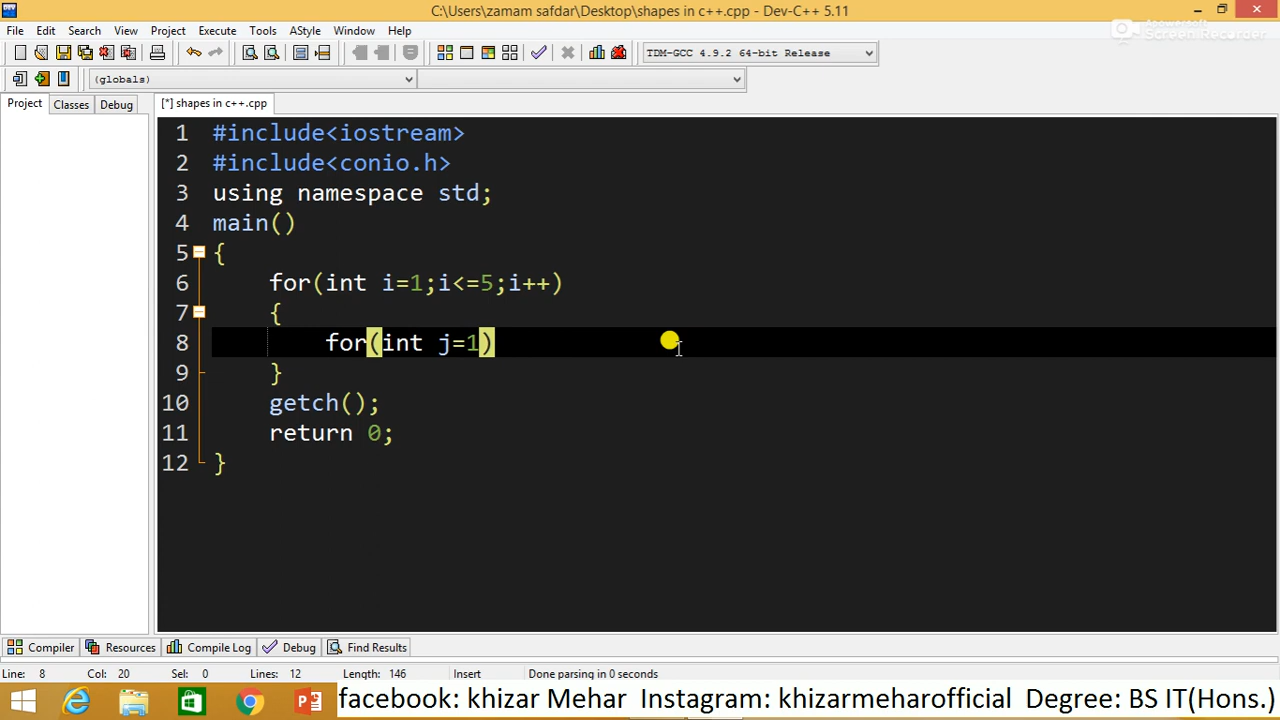 C:\Users\zamam safdar\Desktop\shapes in c++.cpp - Dev-C++ 5.11
File Edit Search View Project Execute Tools AStyle Window Help
Apowersoft
Screen Recorder
TDM-GCC 4.9.2 64-bit Release
(globals)
Project Classes Debug [*] shapes in c++.cpp
1 #include<iostream>
2 #include<conio.h>
3 using namespace std;
4 main()
5 {
6 for(int i=1;i<=5;i++)
7 {
8 for(int j=1)
9 }
10 getch();
11 return 0;
12 }
Compiler Resources Compile Log Debug Find Results
Line: 8 Col: 20 Sel: 0 Lines: 12 Length: 146 Insert Done parsing in 0 seconds
facebook: khizar Mehar Instagram: khizarmeharofficial Degree: BS IT(Hons.)